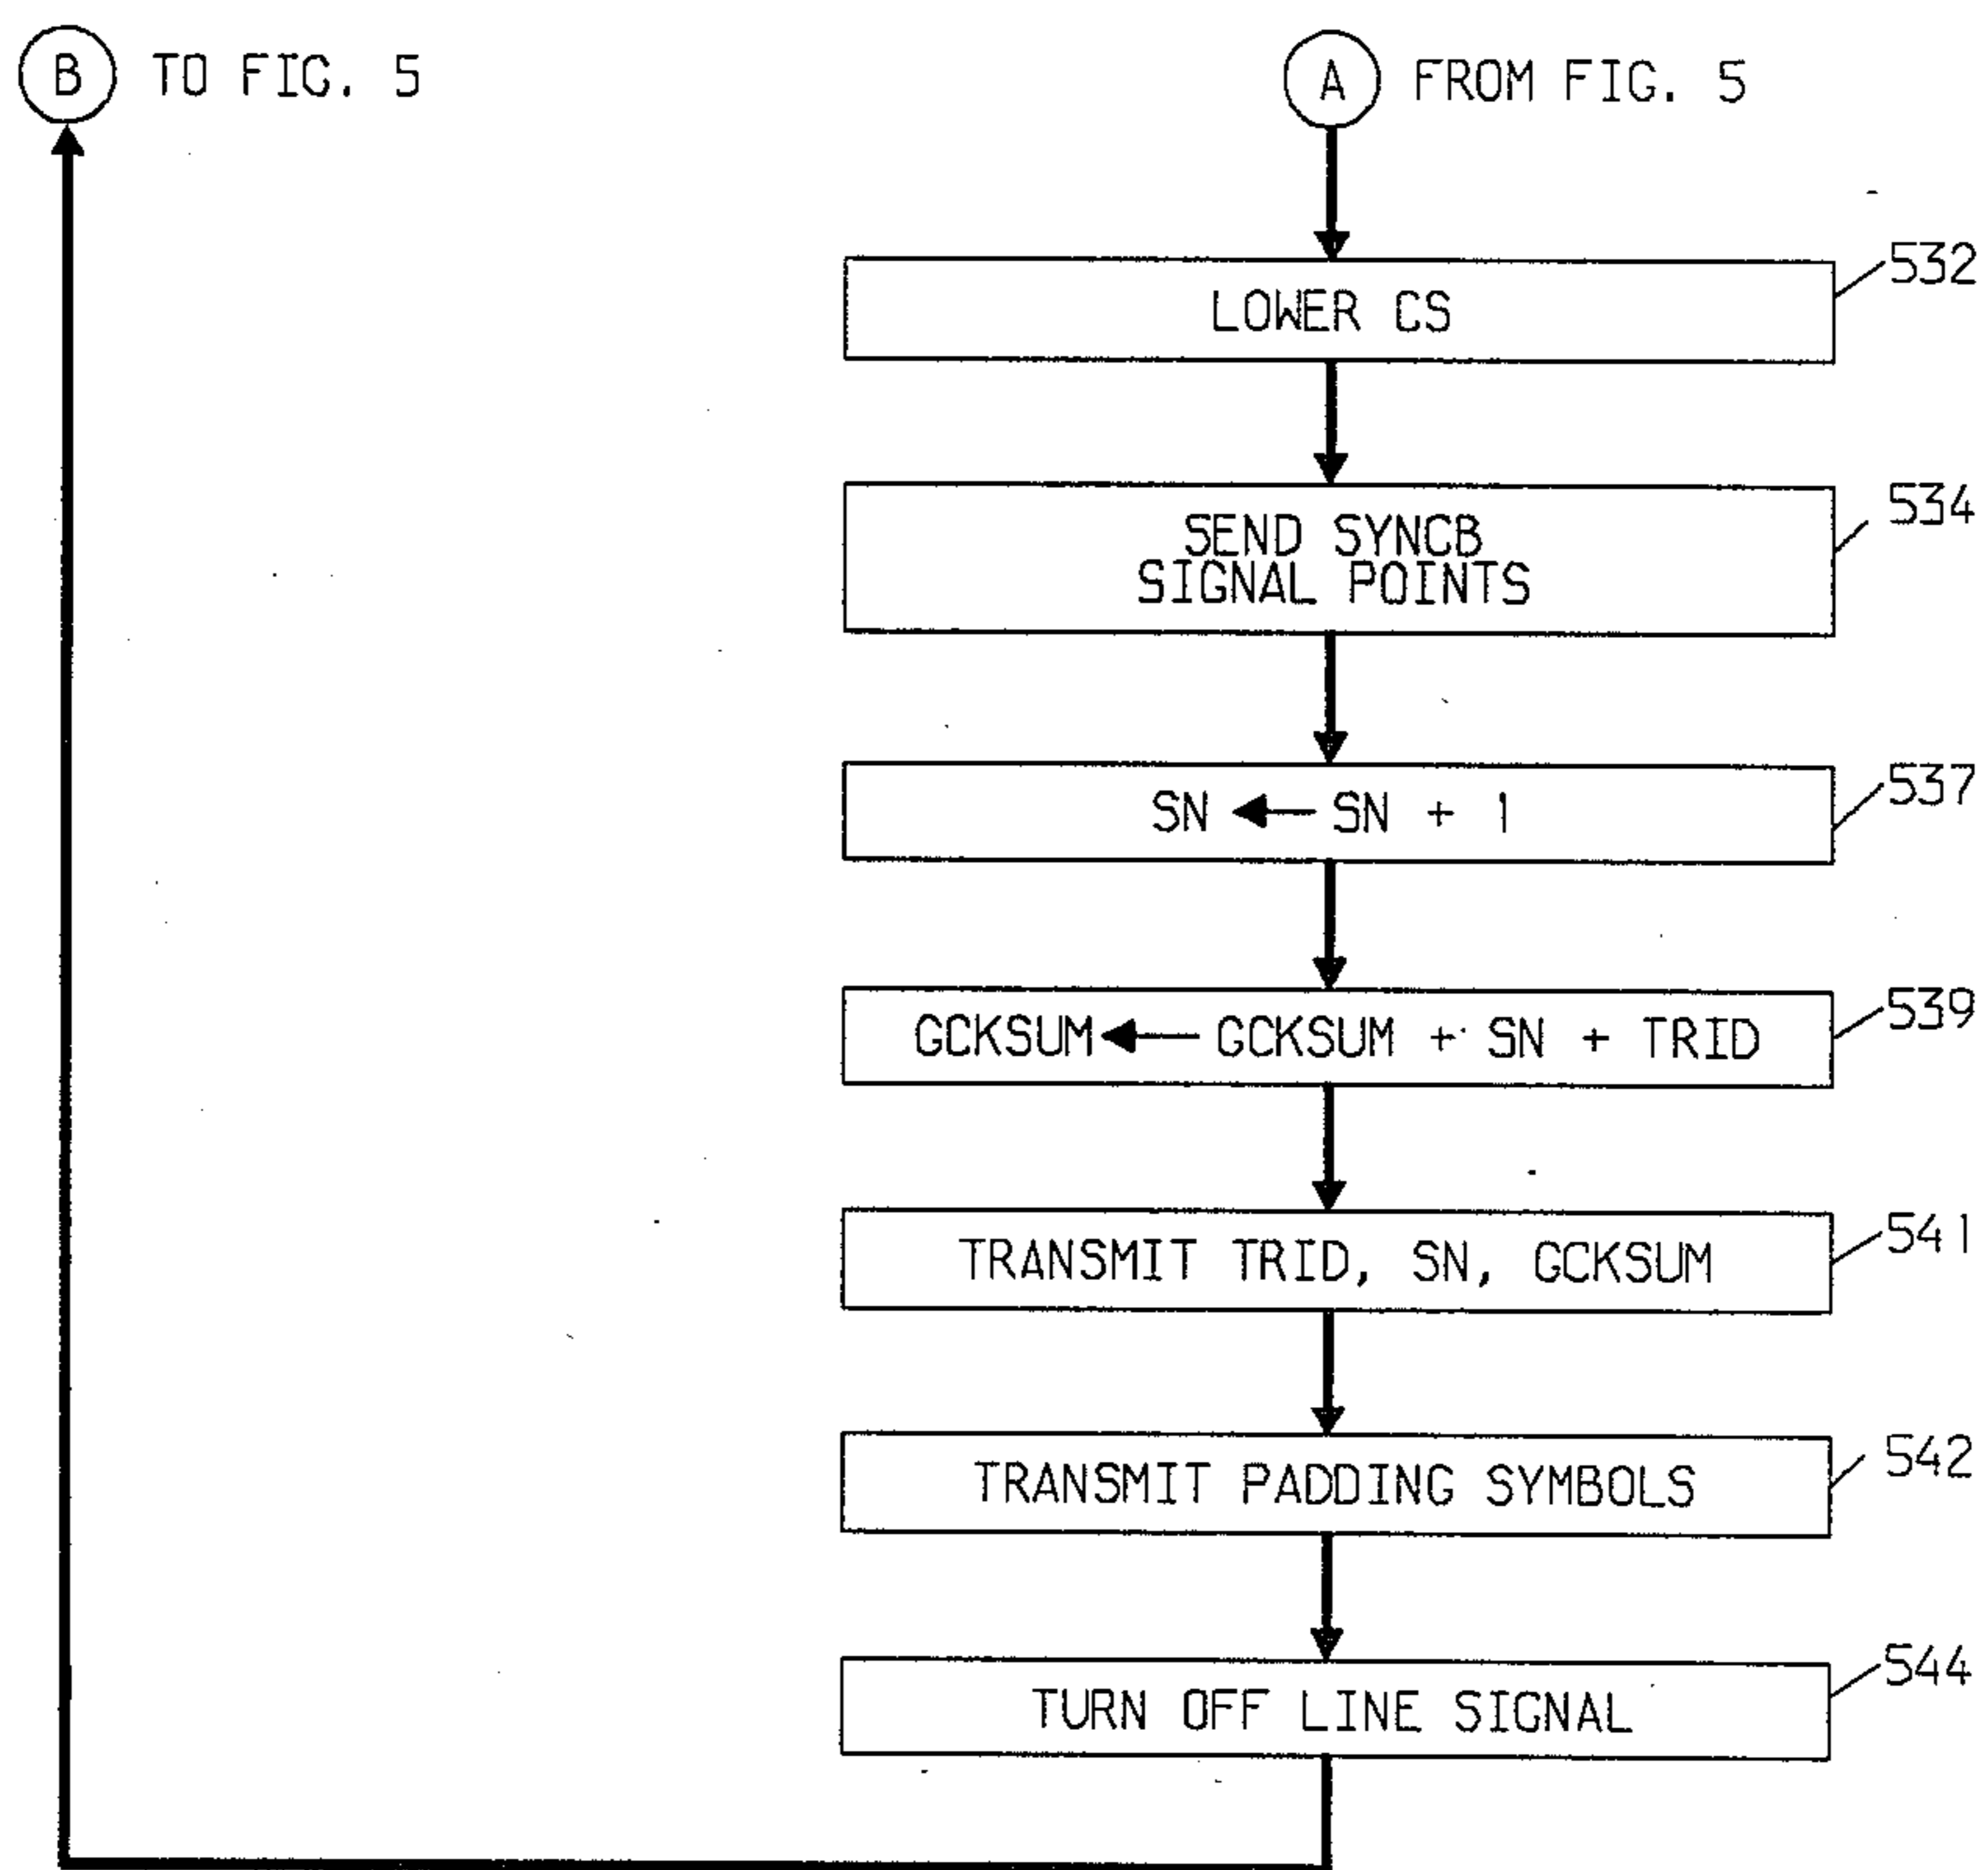 B TO FIG. 5
A FROM FIG. 5
532
LOWER CS
534
SEND SYNCB
SIGNAL POINTS
537
SN ← SN + 1
539
GCKSUM ← GCKSUM + SN + TRID
541
TRANSMIT TRID, SN, GCKSUM
542
TRANSMIT PADDING SYMBOLS
544
TURN OFF LINE SIGNAL